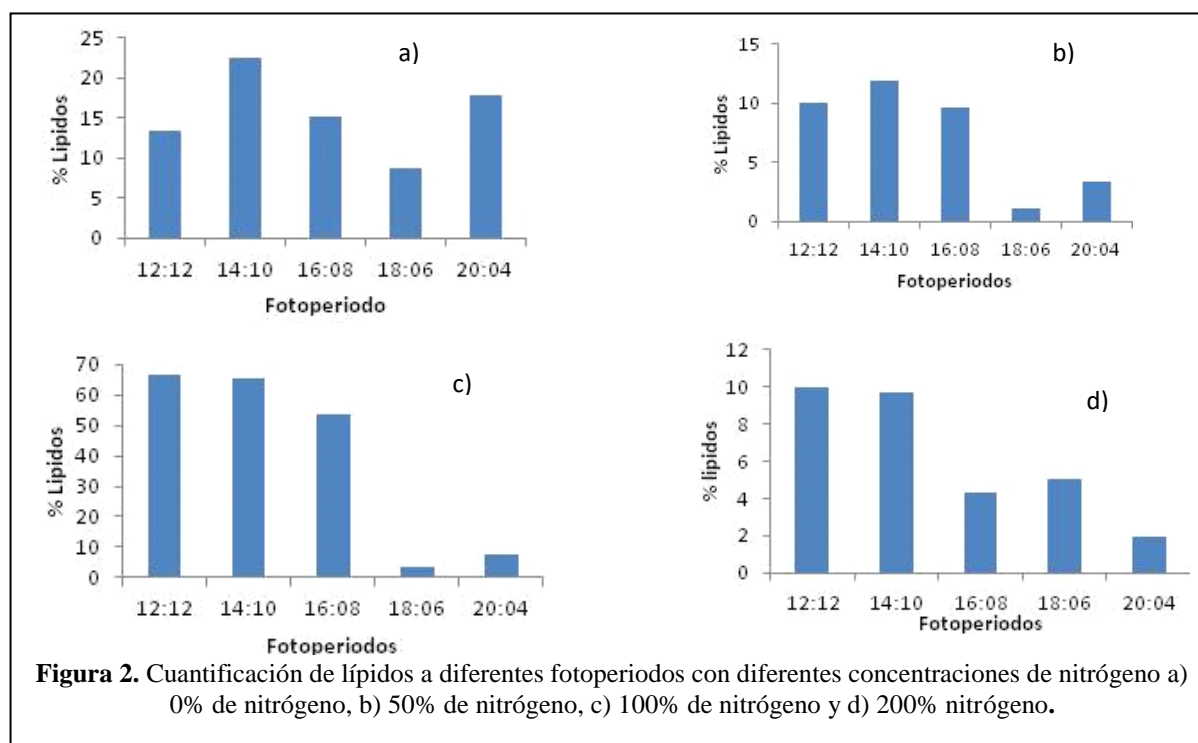 25
20
15
10
5
0
% Lipidos
a)
12:12 14:10 16:08 18:06 20:04
Fotoperiodo
15
10
5
0
% Lipidos
b)
12:12 14:10 16:08 18:06 20:04
Fotoperiodos
70
60
50
40
30
20
10
0
% Lipidos
c)
12:12 14:10 16:08 18:06 20:04
Fotoperiodos
12
10
8
6
4
2
0
% lipidos
d)
12:12 14:10 16:08 18:06 20:04
Fotoperiodos
Figura 2. Cuantificación de lípidos a diferentes fotoperiodos con diferentes concentraciones de nitrógeno a)
0% de nitrógeno, b) 50% de nitrógeno, c) 100% de nitrógeno y d) 200% nitrógeno.